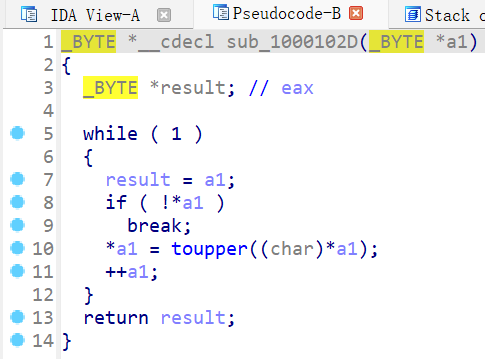 IDA View-A Pseudocode-B Stack
1 _BYTE *__cdecl sub_1000102D(_BYTE *a1)
2 {
3 _BYTE *result; // eax
4
5 while ( 1 )
6 {
7 result = a1;
8 if ( !*a1 )
9 break;
10 *a1 = toupper((char)*a1);
11 ++a1;
12 }
13 return result;
14 }